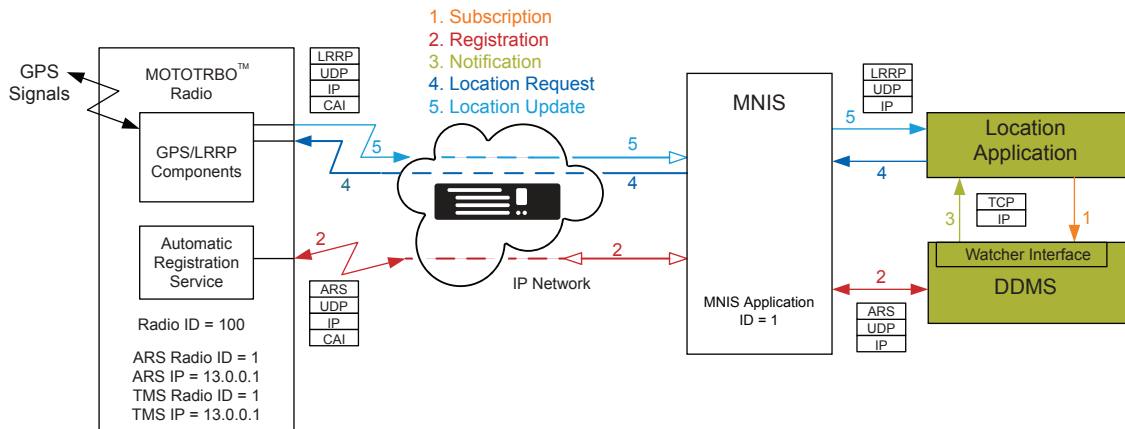 1. Subscription
2. Registration
3. Notification
4. Location Request
5. Location Update
GPS
Signals
MOTOTRBO™
Radio
GPS/LRRP
Components
Automatic
Registration
Service
Radio ID = 100
ARS Radio ID = 1
ARS IP = 13.0.0.1
TMS Radio ID = 1
TMS IP = 13.0.0.1
LRRP
UDP
IP
CAI
5
4
2
ARS
UDP
IP
CAI
IP Network
5
4
2
MNIS
MNIS Application
ID = 1
LRRP
UDP
IP
5
4
Location
Application
3
TCP
IP
1
Watcher Interface
DDMS
2
ARS
UDP
IP